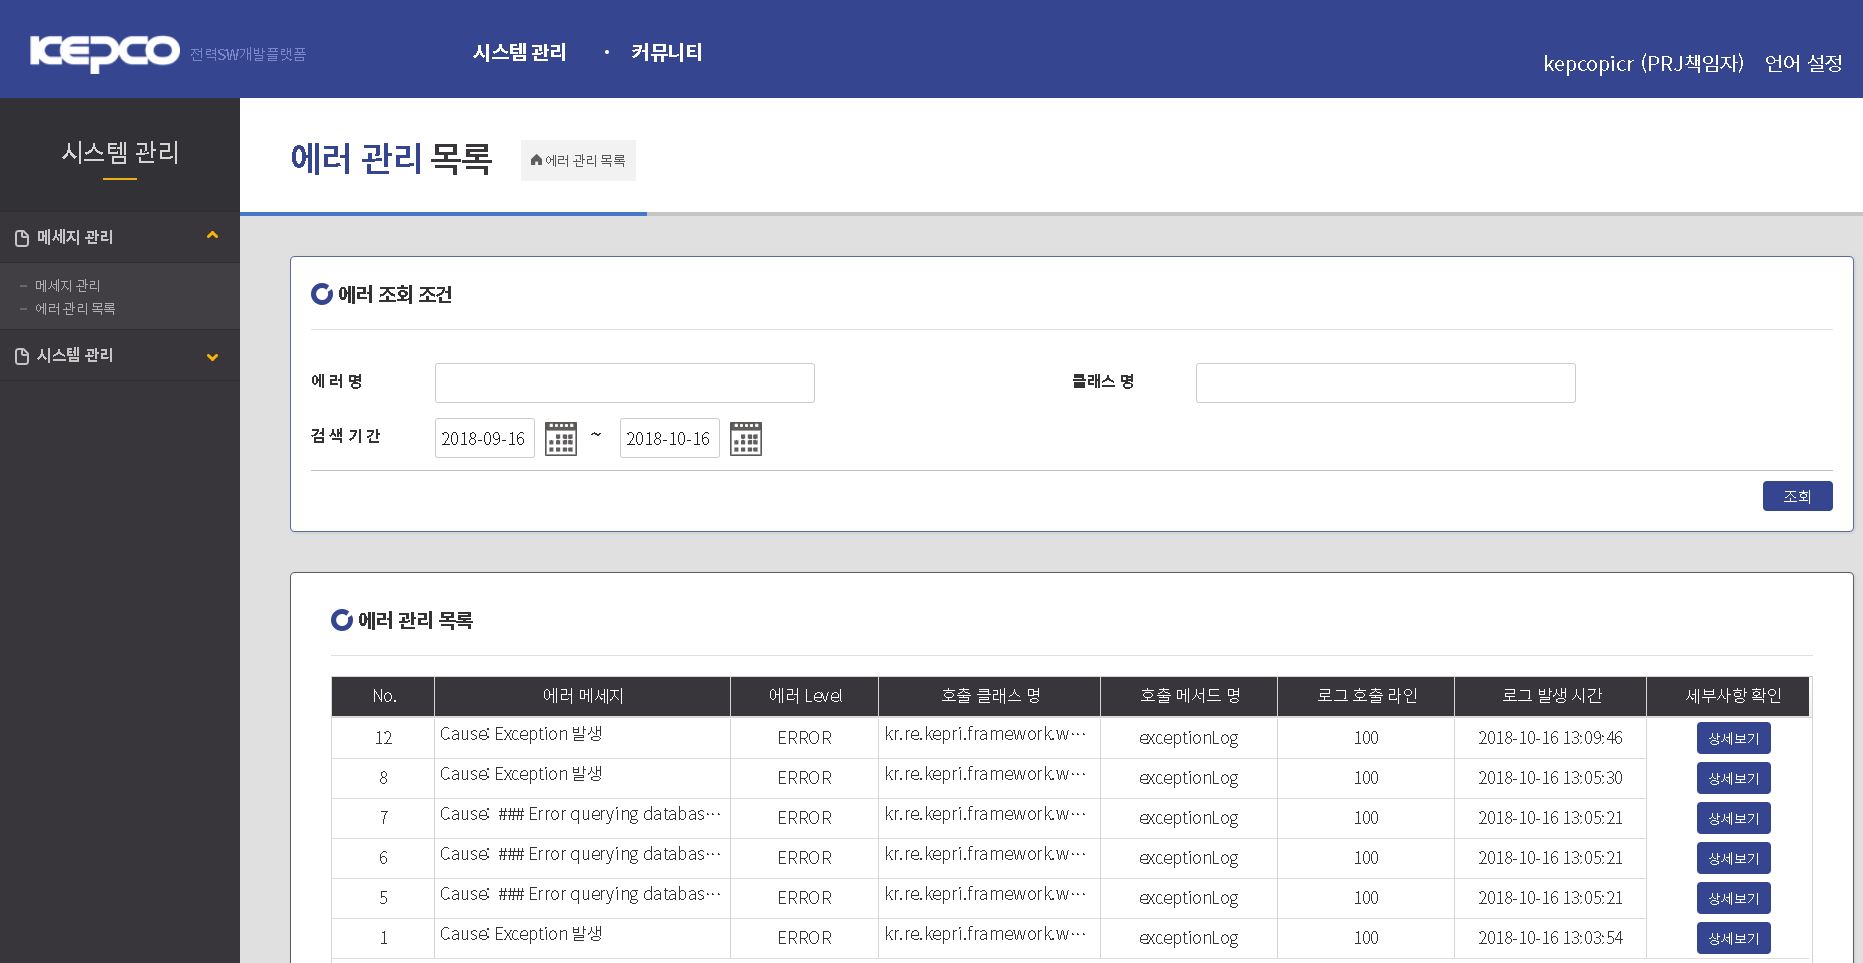 KEPCO 전력SW개발플랫폼
시스템 관리 · 커뮤니티
kepcopicr (PRJ책임자) 언어 설정
시스템 관리
메세지 관리
- 메세지 관리
- 에러 관리 목록
시스템 관리
에러 관리 목록
에러 관리 목록
에러 조회 조건
에 러 명
클래스 명
검 색 기 간 2018-09-16 ~ 2018-10-16
조회
에러 관리 목록
No. 에러 메세지 에러 Level 호출 클래스 명 호출 메서드 명 로그 호출 라인 로그 발생 시간 세부사항 확인
12 Cause: Exception 발생 ERROR kr.re.kepri.framework.w… exceptionLog 100 2018-10-16 13:09:46 상세보기
8 Cause: Exception 발생 ERROR kr.re.kepri.framework.w… exceptionLog 100 2018-10-16 13:05:30 상세보기
7 Cause: ### Error querying databas… ERROR kr.re.kepri.framework.w… exceptionLog 100 2018-10-16 13:05:21 상세보기
6 Cause: ### Error querying databas… ERROR kr.re.kepri.framework.w… exceptionLog 100 2018-10-16 13:05:21 상세보기
5 Cause: ### Error querying databas… ERROR kr.re.kepri.framework.w… exceptionLog 100 2018-10-16 13:05:21 상세보기
1 Cause: Exception 발생 ERROR kr.re.kepri.framework.w… exceptionLog 100 2018-10-16 13:03:54 상세보기